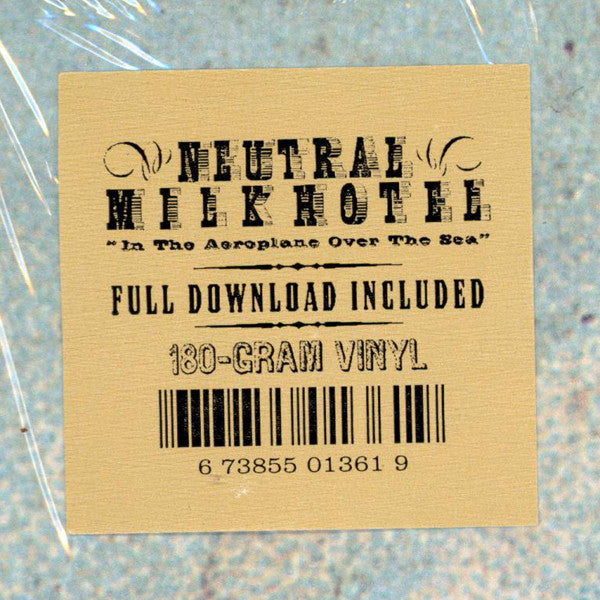 NEUTRAL
MILK HOTEL
"In The Aeroplane Over The Sea"
FULL DOWNLOAD INCLUDED
180-GRAM VINYL
6 73855 01361 9